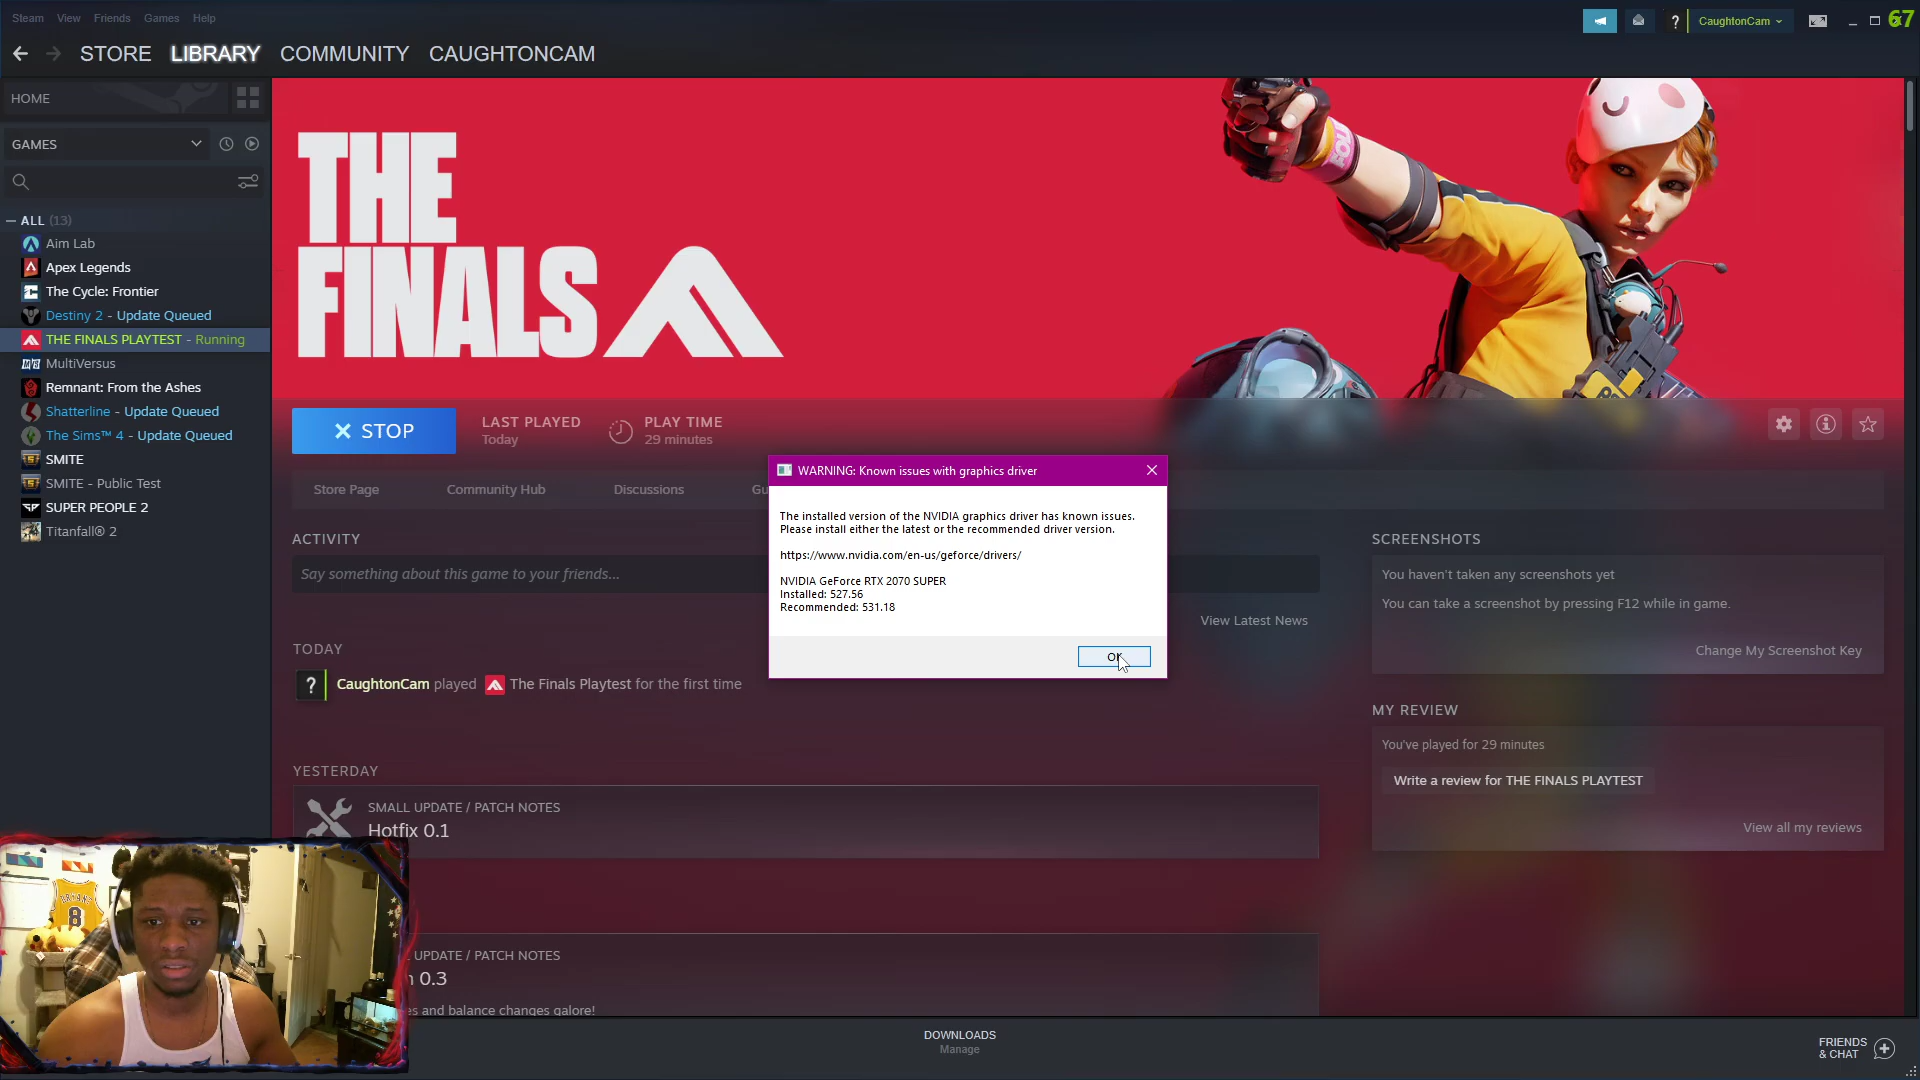 Steam View Friends Games Help
CaughtonCam
67
STORE LIBRARY COMMUNITY CAUGHTONCAM
HOME
GAMES
ALL (13)
Aim Lab
Apex Legends
The Cycle: Frontier
Destiny 2 - Update Queued
THE FINALS PLAYTEST - Running
MultiVersus
Remnant: From the Ashes
Shatterline - Update Queued
The Sims™ 4 - Update Queued
SMITE
SMITE - Public Test
SUPER PEOPLE 2
Titanfall® 2
THE
FINALS
STOP
LAST PLAYED
Today
PLAY TIME
29 minutes
Store Page Community Hub Discussions Gu
WARNING: Known issues with graphics driver
The installed version of the NVIDIA graphics driver has known issues.
Please install either the latest or the recommended driver version.
https://www.nvidia.com/en-us/geforce/drivers/
NVIDIA GeForce RTX 2070 SUPER
Installed: 527.56
Recommended: 531.18
OK
ACTIVITY
Say something about this game to your friends...
View Latest News
TODAY
CaughtonCam played The Finals Playtest for the first time
YESTERDAY
SMALL UPDATE / PATCH NOTES
Hotfix 0.1
UPDATE / PATCH NOTES
0.3
and balance changes galore!
SCREENSHOTS
You haven't taken any screenshots yet
You can take a screenshot by pressing F12 while in game.
Change My Screenshot Key
MY REVIEW
You've played for 29 minutes
Write a review for THE FINALS PLAYTEST
View all my reviews
BRYANT
8
DOWNLOADS
Manage
FRIENDS
& CHAT